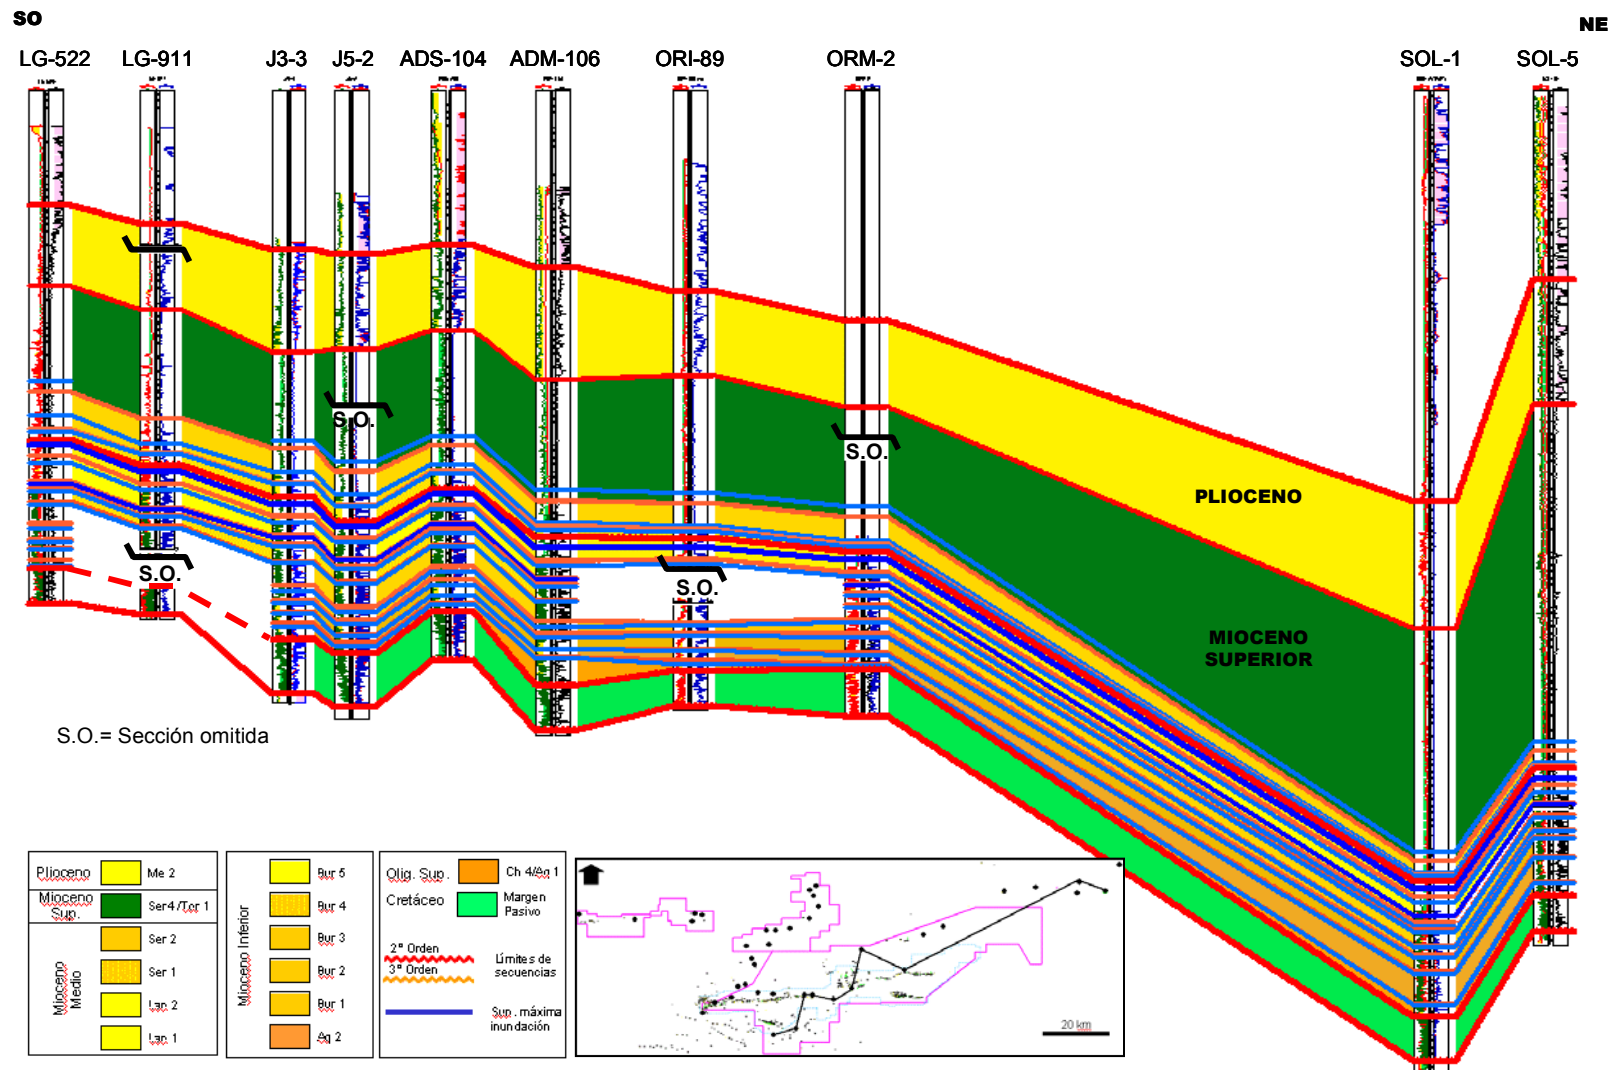 SO
NE
LG-522 LG-911 J3-3 J5-2 ADS-104 ADM-106 ORI-89 ORM-2 SOL-1 SOL-5
S.O.
S.O.
S.O.
S.O.
PLIOCENO
MIOCENO
SUPERIOR
S.O.= Sección omitida
Plioceno Me 2
Mioceno
Sup. Ser4/Tor 1
Mioceno
Medio
Ser 2
Ser 1
Lan 2
Lan 1
Mioceno Inferior
Bur 5
Bur 4
Bur 3
Bur 2
Bur 1
Aq 2
Olig. Sup. Ch 4/Aq 1
Cretáceo Margen
Pasivo
2° Orden
3° Orden
Límites de
secuencias
Sup. máxima
inundación
20 km